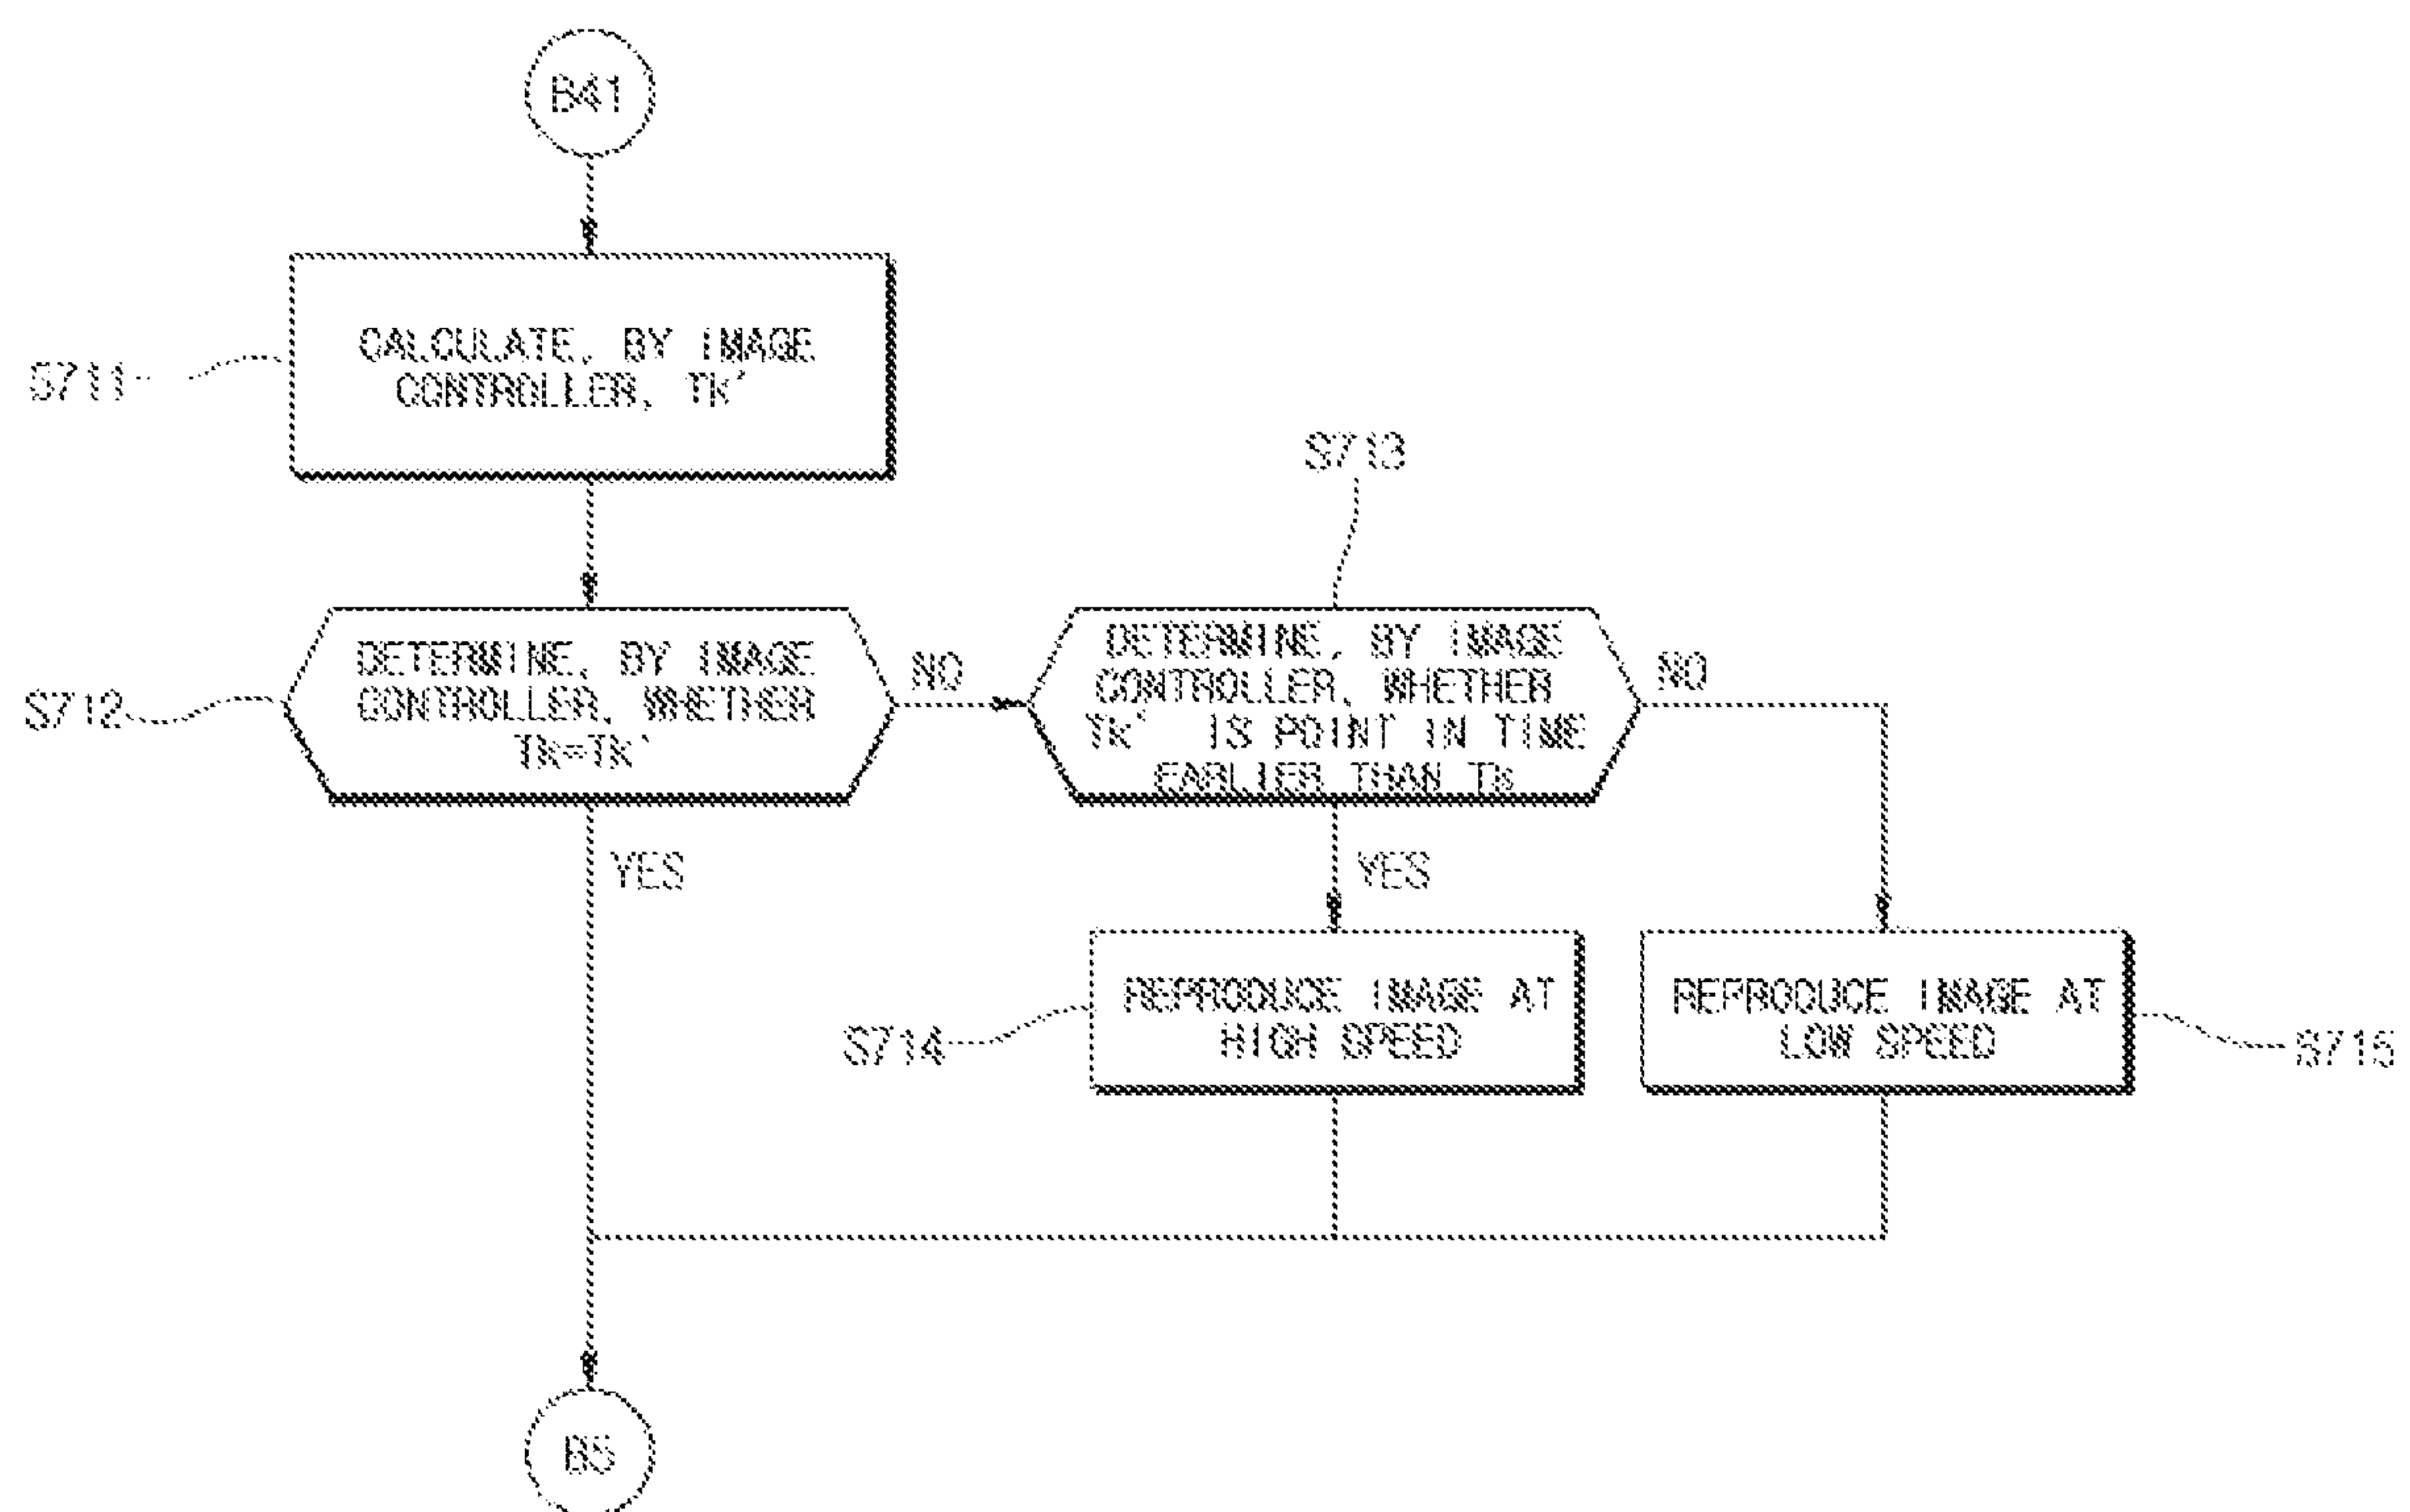 B41
CALCULATE, BY IMAGE
CONTROLLER, Tk'
S711
S713
DETERMINE, BY IMAGE
CONTROLLER, WHETHER
Tk=Tk'
S712
NO
DETERMINE, BY IMAGE
CONTROLLER, WHETHER
Tk' IS POINT IN TIME
EARLIER THAN Tk
NO
YES
YES
REPRODUCE IMAGE AT
HIGH SPEED
S714
REPRODUCE IMAGE AT
LOW SPEED
S715
B5